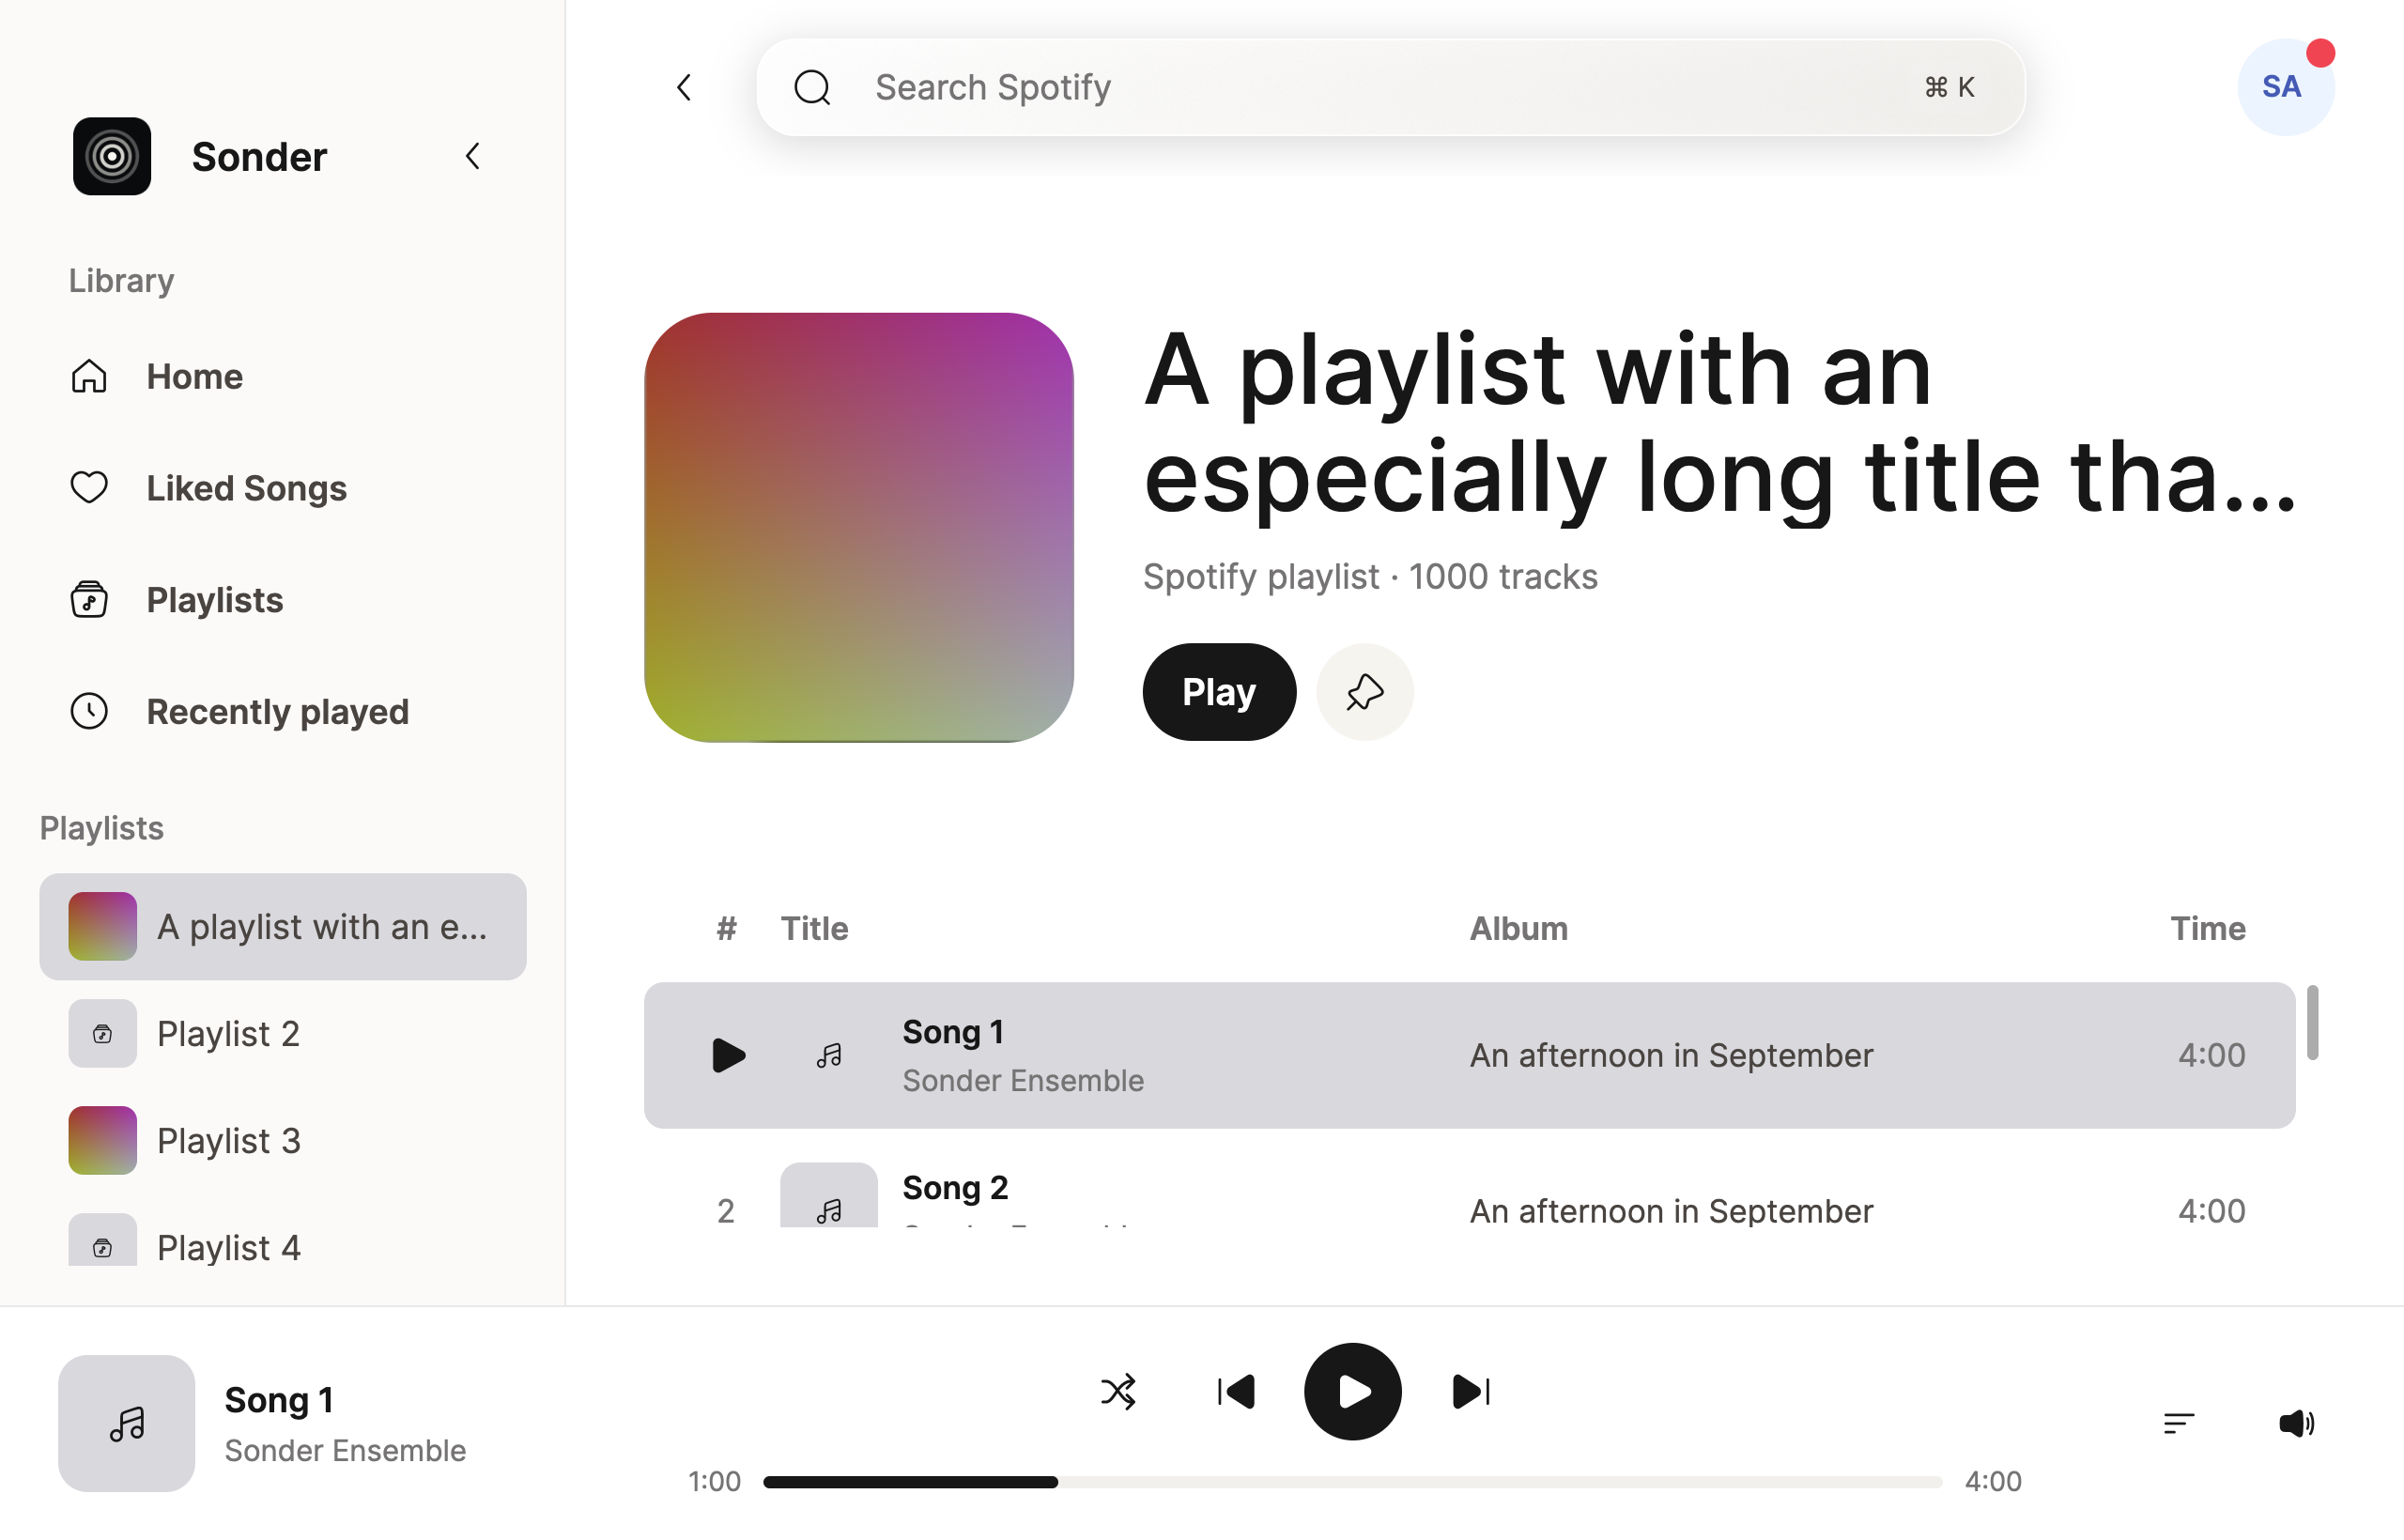 Search Spotify
⌘ K
SA
Sonder
Library
Home
Liked Songs
Playlists
Recently played
Playlists
A playlist with an e...
Playlist 2
Playlist 3
Playlist 4
A playlist with an
especially long title tha...
Spotify playlist · 1000 tracks
Play
# Title Album Time
Song 1
Sonder Ensemble
An afternoon in September
4:00
2
Song 2
An afternoon in September
4:00
Song 1
Sonder Ensemble
1:00
4:00